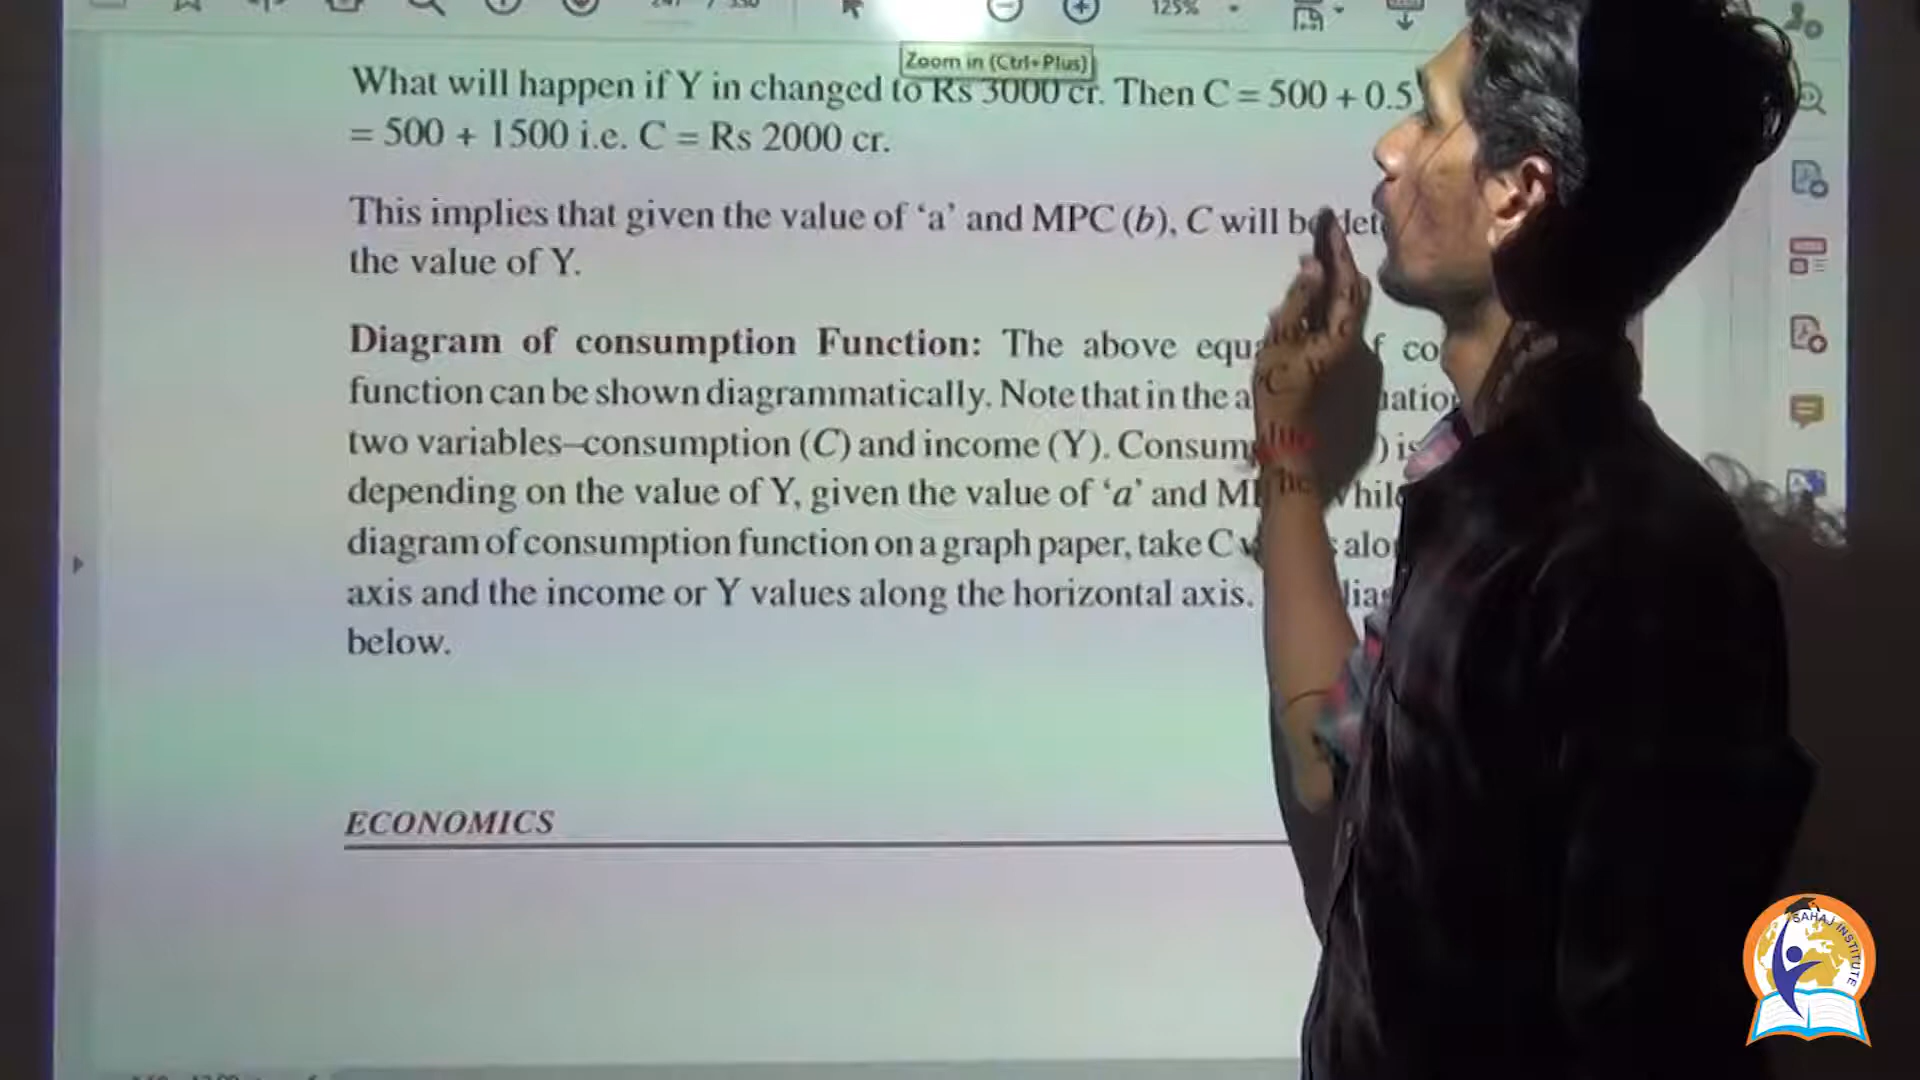 125%
Zoom in (Ctrl+Plus)
What will happen if Y in changed to Rs 3000 cr. Then C = 500 + 0.5
= 500 + 1500 i.e. C = Rs 2000 cr.
This implies that given the value of ‘a’ and MPC (b), C will be det
the value of Y.
Diagram of consumption Function: The above equa f co
function can be shown diagrammatically. Note that in the a
two variables–consumption (C) and income (Y). Consum ) is
depending on the value of Y, given the value of ‘a’ and M
diagram of consumption function on a graph paper, take C alo
axis and the income or Y values along the horizontal axis.
below.
ECONOMICS
SAHAJ INSTITUTE